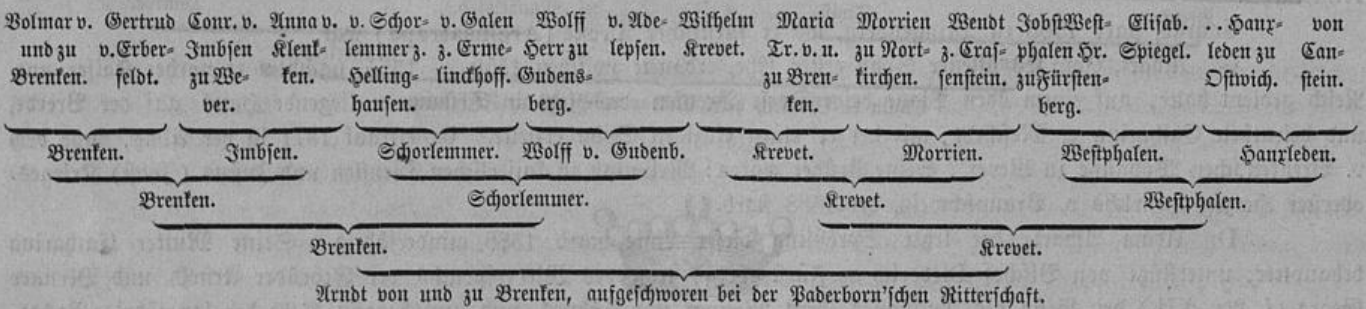 Volmar v. Gertrud Conr. v. Anna v. v. Schor- v. Galen Wolff v. Ade- Wilhelm Maria Morrien Wendt Jobst West- Elisab. v. Hanx- von
und zu v. Erber- Imbsen Klenk- lemmer z. z. Erme- Herr zu lepsen. Krevet. Tr. v. u. zu Nort- z. Craſ- phalen Hr. Spiegel. leden zu Can-
Brenken. feldt. zu We- ken. Helling- linckhoff. Gudens- zu Bren- kirchen. ſenſtein. zu Fürſten- Oſtwich. ſtein.
ver. hauſen. berg. ken. berg.
Brenken. Imbſen. Schorlemmer. Wolff v. Gudenb. Krevet. Morrien. Weſtphalen. Hanxleden.
Brenken. Schorlemmer. Krevet. Weſtphalen.
Brenken. Krevet.
Arndt von und zu Brenken, aufgeſchworen bei der Paderborn'ſchen Ritterſchaft.